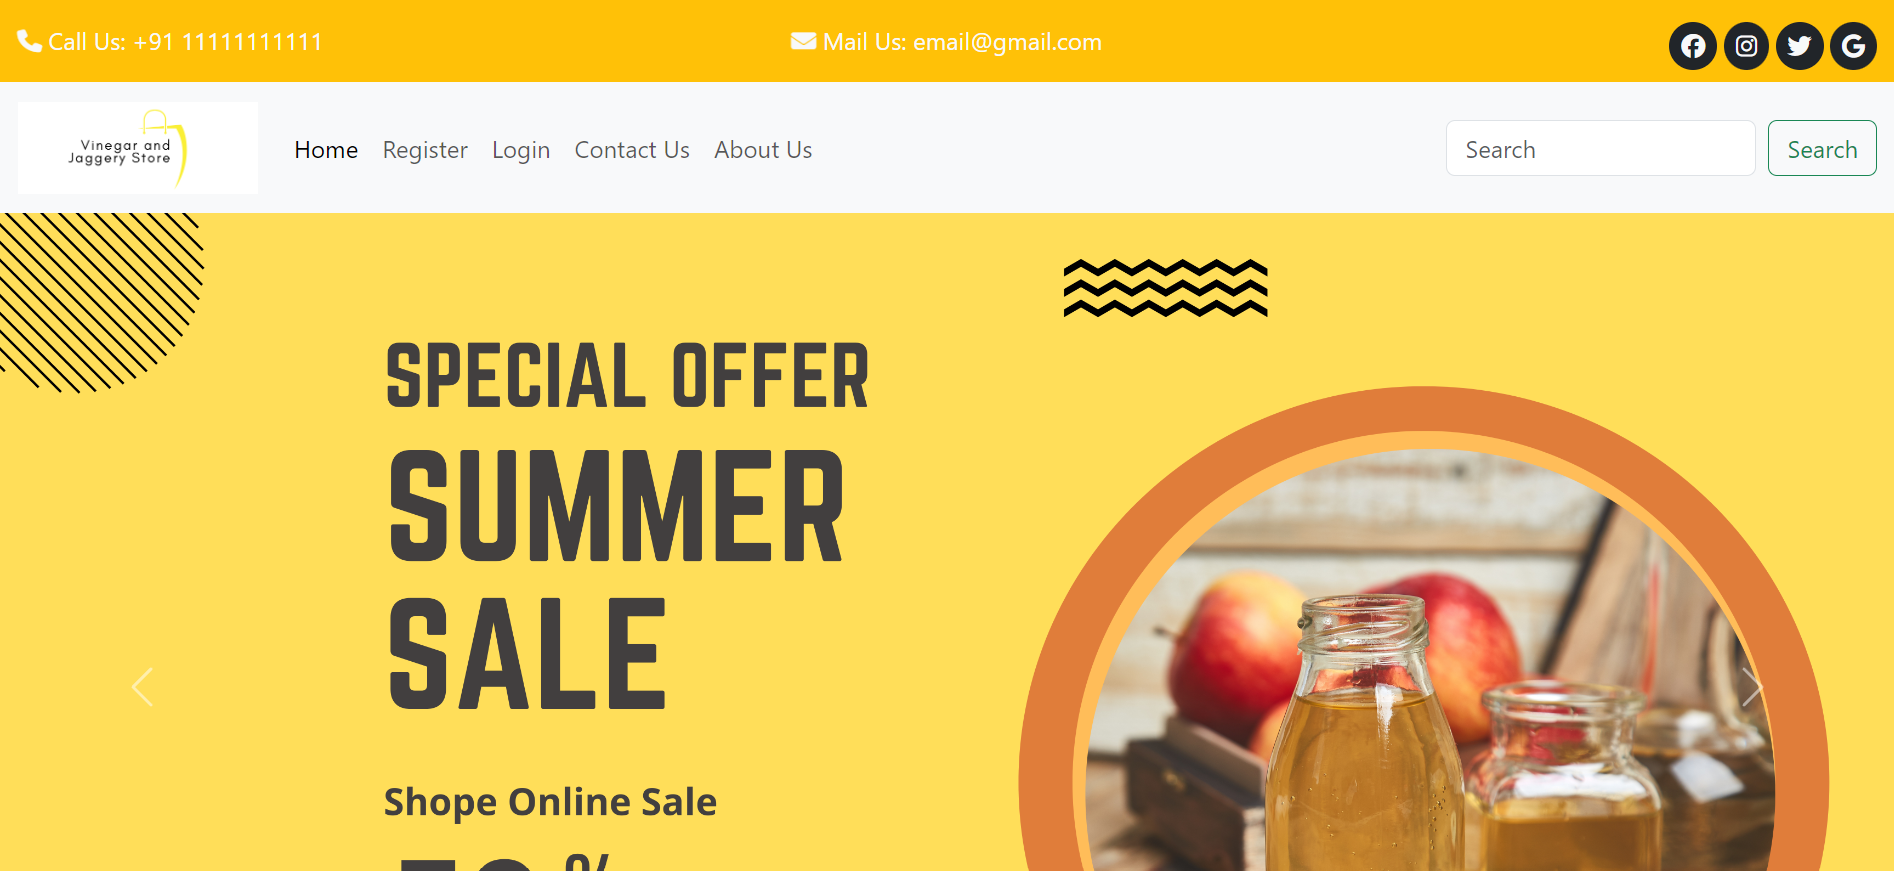 Call Us: +91 11111111111
Mail Us: email@gmail.com
Vinegar and
Jaggery Store
Home Register Login Contact Us About Us
Search Search
SPECIAL OFFER
SUMMER
SALE
Shope Online Sale